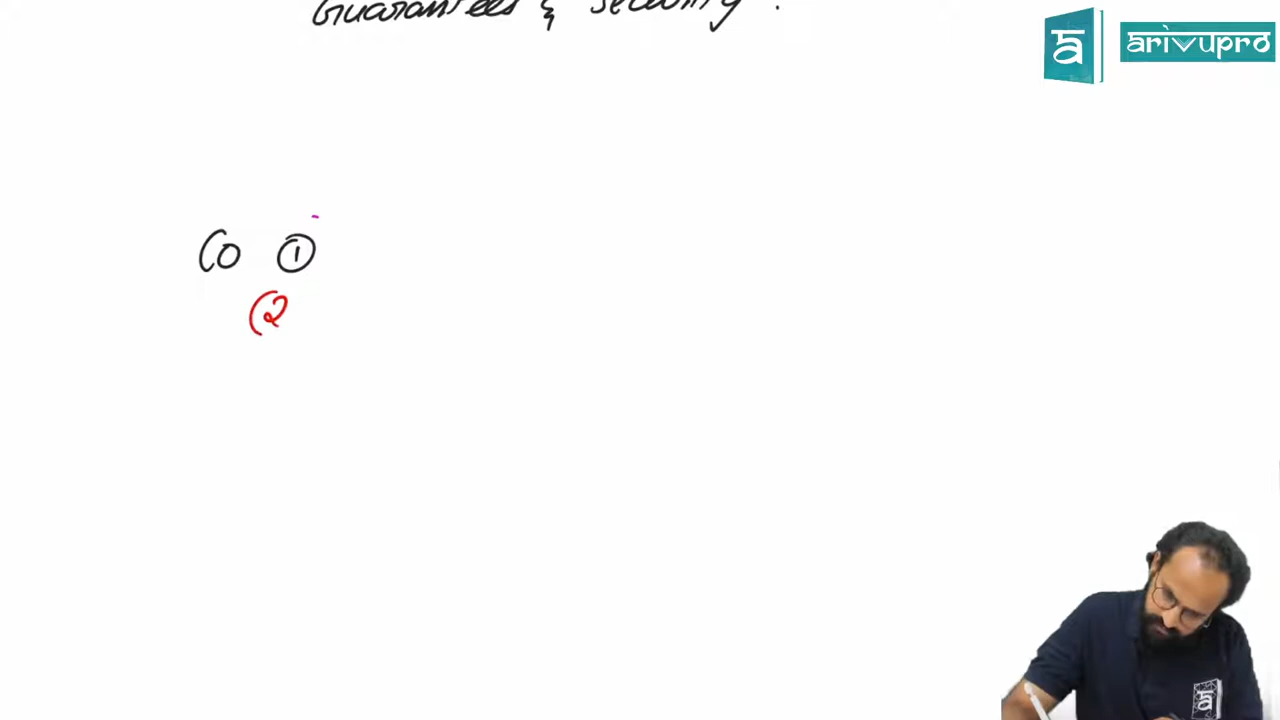 Guarantees & Security :
arivupro
Co ①
(2